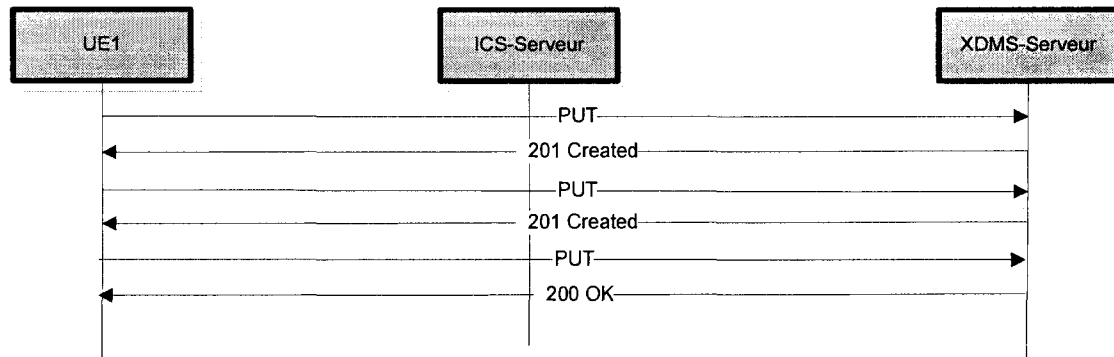 UE1
ICS-Serveur
XDMS-Serveur
PUT
201 Created
PUT
201 Created
PUT
200 OK